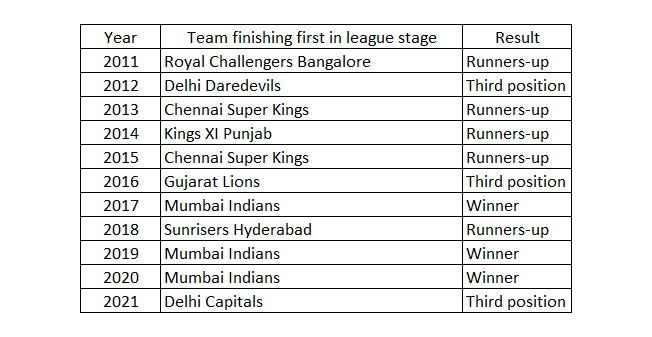 Year Team finishing first in league stage Result
2011 Royal Challengers Bangalore Runners-up
2012 Delhi Daredevils Third position
2013 Chennai Super Kings Runners-up
2014 Kings XI Punjab Runners-up
2015 Chennai Super Kings Runners-up
2016 Gujarat Lions Third position
2017 Mumbai Indians Winner
2018 Sunrisers Hyderabad Runners-up
2019 Mumbai Indians Winner
2020 Mumbai Indians Winner
2021 Delhi Capitals Third position